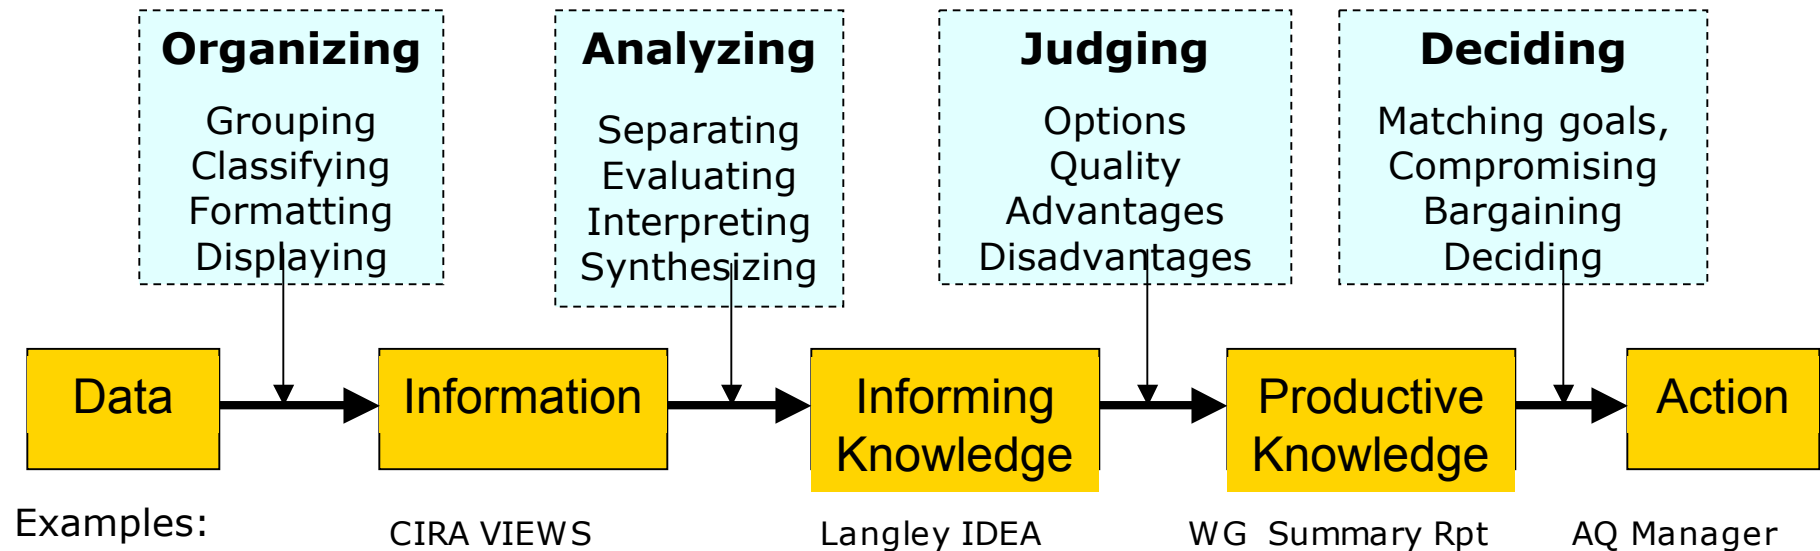 Organizing
Grouping
Classifying
Formatting
Displaying
Analyzing
Separating
Evaluating
Interpreting
Synthesizing
Judging
Options
Quality
Advantages
Disadvantages
Deciding
Matching goals,
Compromising
Bargaining
Deciding
Data
Information
Informing
Knowledge
Productive
Knowledge
Action
Examples:
CIRA VIEWS
Langley IDEA
WG Summary Rpt
AQ Manager